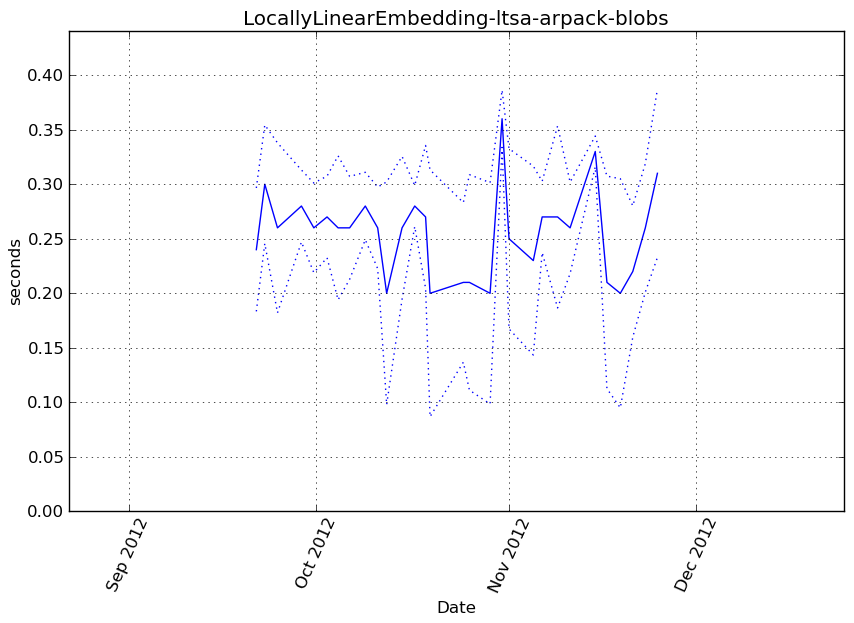 LocallyLinearEmbedding-ltsa-arpack-blobs
0.40
0.35
0.30
0.25
0.20
0.15
0.10
0.05
0.00
seconds
Sep 2012
Oct 2012
Nov 2012
Dec 2012
Date